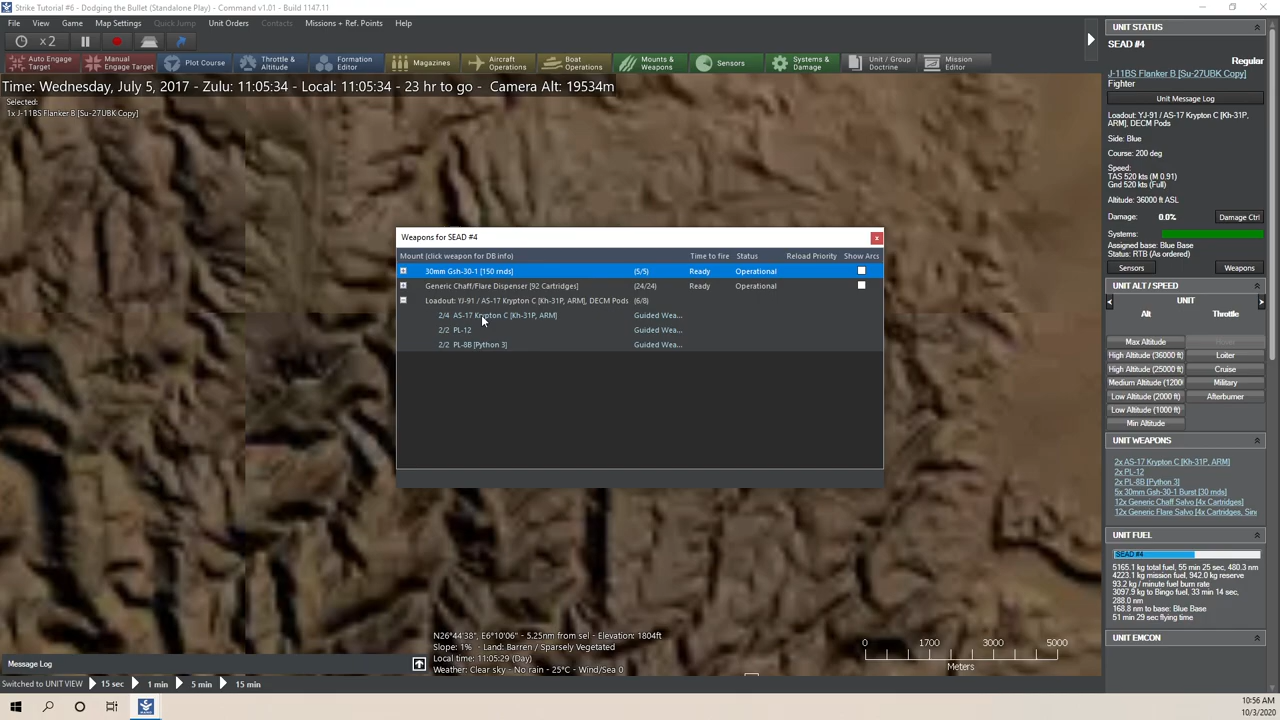 Strike Tutorial #6 - Dodging the Bullet (Standalone Play) - Command v1.01 - Build 1147.11
File View Game Map Settings Quick Jump Unit Orders Contacts Missions + Ref. Points Help
x 2
Auto Engage Target Manual Engage Target Plot Course Throttle & Altitude Formation Editor Magazines Aircraft Operations Boat Operations Mounts & Weapons Sensors Systems & Damage Unit / Group Doctrine Mission Editor
Time: Wednesday, July 5, 2017 - Zulu: 11:05:34 - Local: 11:05:34 - 23 hr to go - Camera Alt: 19534m
Selected:
1x J-11BS Flanker B [Su-27UBK Copy]
Weapons for SEAD #4
Mount (click weapon for DB info) Time to fire Status Reload Priority Show Arcs
30mm Gsh-30-1 [150 rnds] (5/5) Ready Operational
Generic Chaff/Flare Dispenser [92 Cartridges] (24/24) Ready Operational
Loadout: YJ-91 / AS-17 Krypton C [Kh-31P, ARM], DECM Pods (6/8)
2/4 AS-17 Krypton C [Kh-31P, ARM] Guided Wea...
2/2 PL-12 Guided Wea...
2/2 PL-8B [Python 3] Guided Wea...
N26°44'38", E6°10'06" - 5.25nm from sel - Elevation: 1804ft
Slope: 1% - Land: Barren / Sparsely Vegetated
Local time: 11:05:29 (Day)
Weather: Clear sky - No rain - 25°C - Wind/Sea 0
0 1700 3000 5000
Meters
Message Log
Switched to UNIT VIEW 15 sec 1 min 5 min 15 min
UNIT STATUS
SEAD #4
Regular
J-11BS Flanker B [Su-27UBK Copy]
Fighter
Unit Message Log
Loadout: YJ-91 / AS-17 Krypton C [Kh-31P,
ARM], DECM Pods
Side: Blue
Course: 200 deg
Speed:
TAS 520 kts (M 0.91)
Gnd 520 kts (Full)
Altitude: 36000 ft ASL
Damage: 0.0% Damage Ctrl
Systems:
Assigned base: Blue Base
Status: RTB (As ordered)
Sensors Weapons
UNIT ALT / SPEED
UNIT
Alt Throttle
Max Altitude Hover
High Altitude (36000 ft) Loiter
High Altitude (25000 ft) Cruise
Medium Altitude (1200 Military
Low Altitude (2000 ft) Afterburner
Low Altitude (1000 ft)
Min Altitude
UNIT WEAPONS
2x AS-17 Krypton C [Kh-31P, ARM]
2x PL-12
2x PL-8B [Python 3]
5x 30mm Gsh-30-1 Burst [30 rnds]
12x Generic Chaff Salvo [4x Cartridges]
12x Generic Flare Salvo [4x Cartridges, Sin
UNIT FUEL
SEAD #4
5165.1 kg total fuel, 55 min 25 sec, 480.3 nm
4223.1 kg mission fuel, 942.0 kg reserve
93.2 kg / minute fuel burn rate
3097.9 kg to Bingo fuel, 33 min 14 sec,
288.0 nm
168.8 nm to base: Blue Base
51 min 29 sec flying time
UNIT EMCON
10:56 AM
10/3/2020